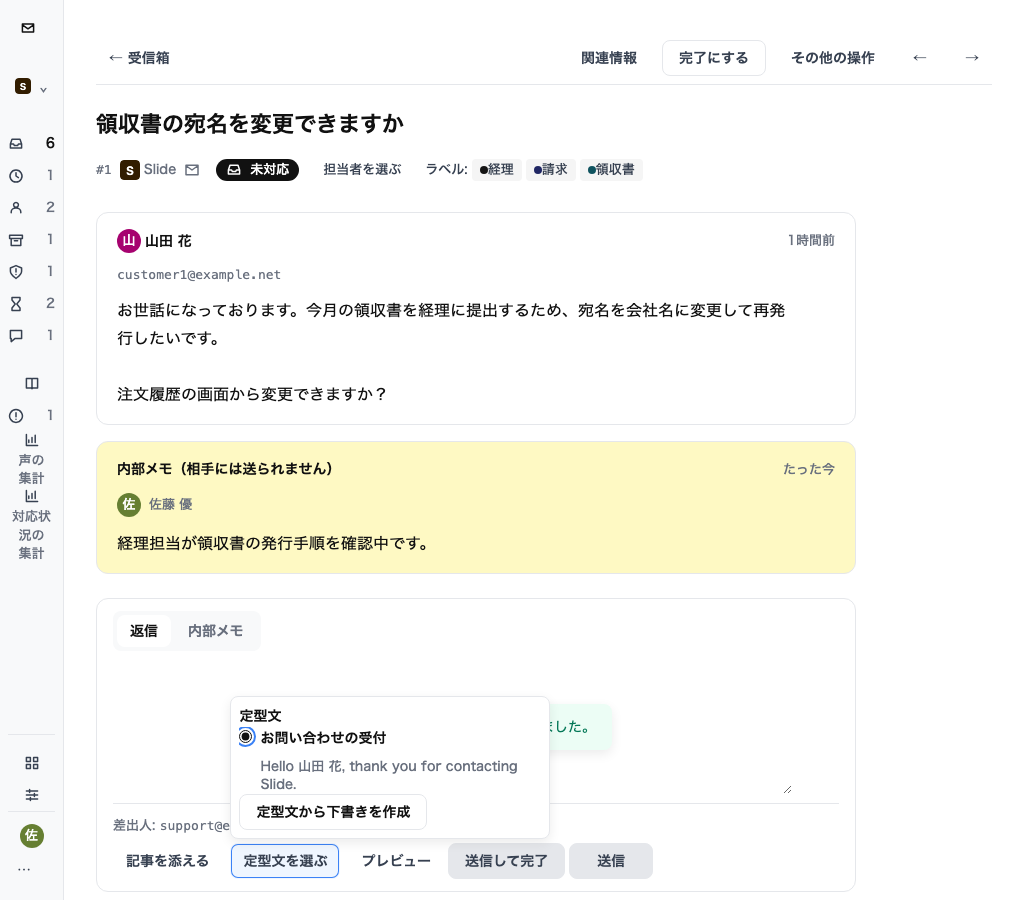 ← 受信箱
関連情報
完了にする
その他の操作
←
→
S
6
1
2
1
1
2
1
1
声の
集計
対応状
況の
集計
佐
…
領収書の宛名を変更できますか
#1 S Slide 未対応 担当者を選ぶ ラベル: 経理 請求 領収書
山 山田 花 1時間前
customer1@example.net
お世話になっております。今月の領収書を経理に提出するため、宛名を会社名に変更して再発
行したいです。
注文履歴の画面から変更できますか？
内部メモ（相手には送られません） たった今
佐 佐藤 優
経理担当が領収書の発行手順を確認中です。
返信 内部メモ
定型文
ました。
お問い合わせの受付
Hello 山田 花, thank you for contacting
Slide.
定型文から下書きを作成
差出人: support@e
記事を添える 定型文を選ぶ プレビュー 送信して完了 送信